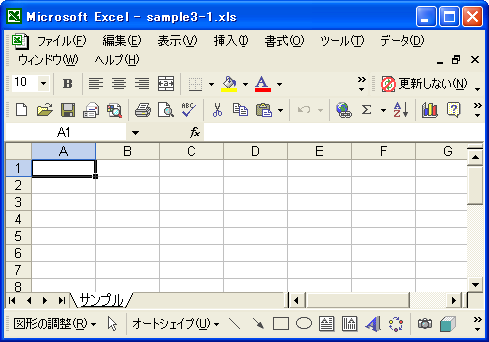 Microsoft Excel - sample3-1.xls
ファイル(F) 編集(E) 表示(V) 挿入(I) 書式(O) ツール(T) データ(D)
ウィンドウ(W) ヘルプ(H)
10 B A 更新しない(N)
ABC Σ A Z ?
A1 fx
A B C D E F G
1
2
3
4
5
6
7
8
サンプル
図形の調整(R) オートシェイプ(U) A